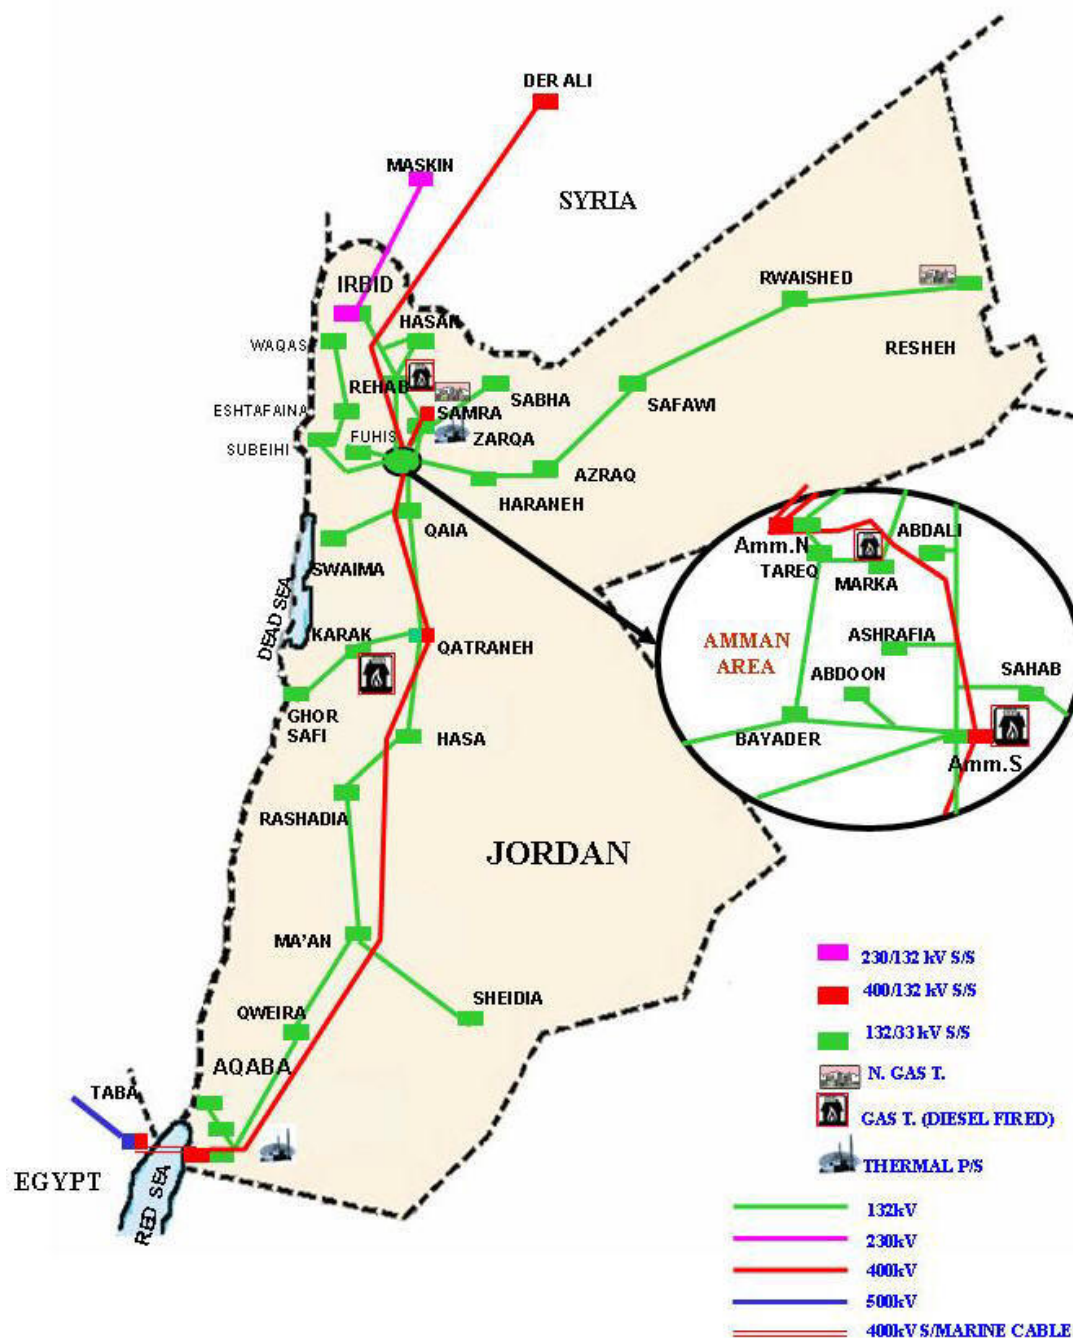 DER ALI
MASKIN
SYRIA
IRBID
RWAISHED
HASAN
WAQAS
RESHEH
REHAB
SABHA
SAFAWI
ESHTAFAINA
SAMRA
FUHIS
ZARQA
SUBEIHI
AZRAQ
HARANEH
QAIA
SWAIMA
DEAD SEA
KARAK
QATRANEH
GHOR
SAFI
HASA
RASHADIA
JORDAN
MA'AN
SHEIDIA
QWEIRA
AQABA
TABA
EGYPT
RED SEA
Amm.N
ABDALI
TAREQ
MARKA
AMMAN
AREA
ASHRAFIA
ABDOON
SAHAB
BAYADER
Amm.S
230/132 kV S/S
400/132 kV S/S
132/33 kV S/S
N. GAS T.
GAS T. (DIESEL FIRED)
THERMAL P/S
132kV
230kV
400kV
500kV
400kV S/MARINE CABLE